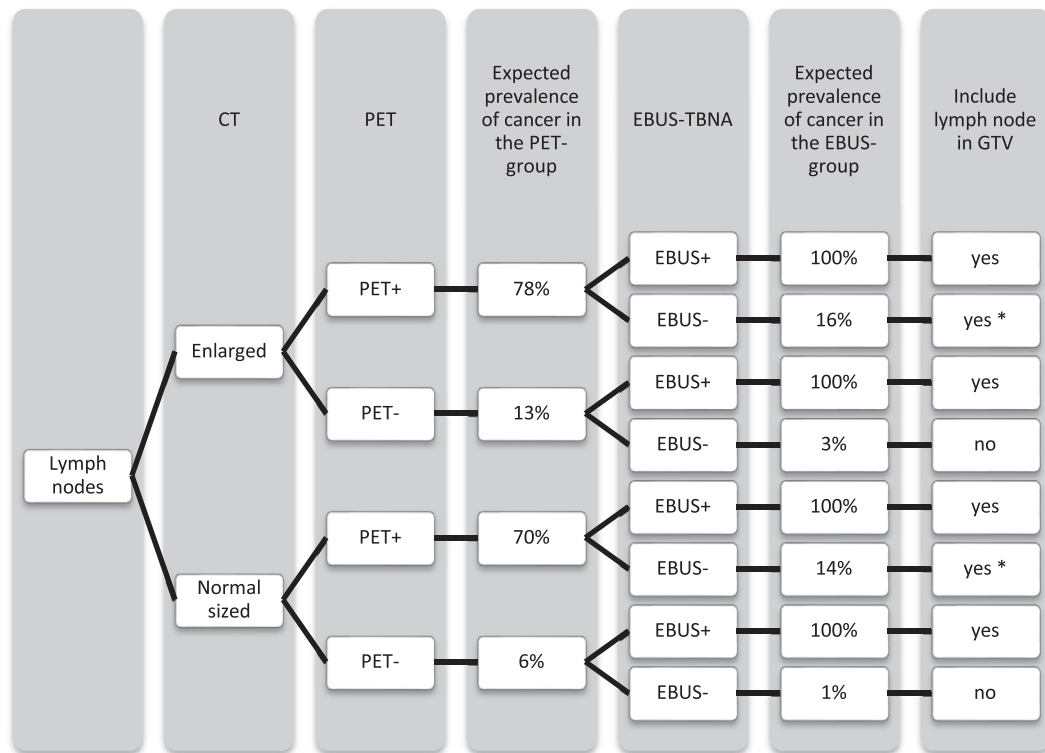 CT
PET
Expected
prevalence
of cancer in
the PET-
group
EBUS-TBNA
Expected
prevalence
of cancer in
the EBUS-
group
Include
lymph node
in GTV
Lymph
nodes
Enlarged
Normal
sized
PET+
PET-
PET+
PET-
78%
13%
70%
6%
EBUS+
EBUS-
EBUS+
EBUS-
EBUS+
EBUS-
EBUS+
EBUS-
100%
16%
100%
3%
100%
14%
100%
1%
yes
yes *
yes
no
yes
yes *
yes
no